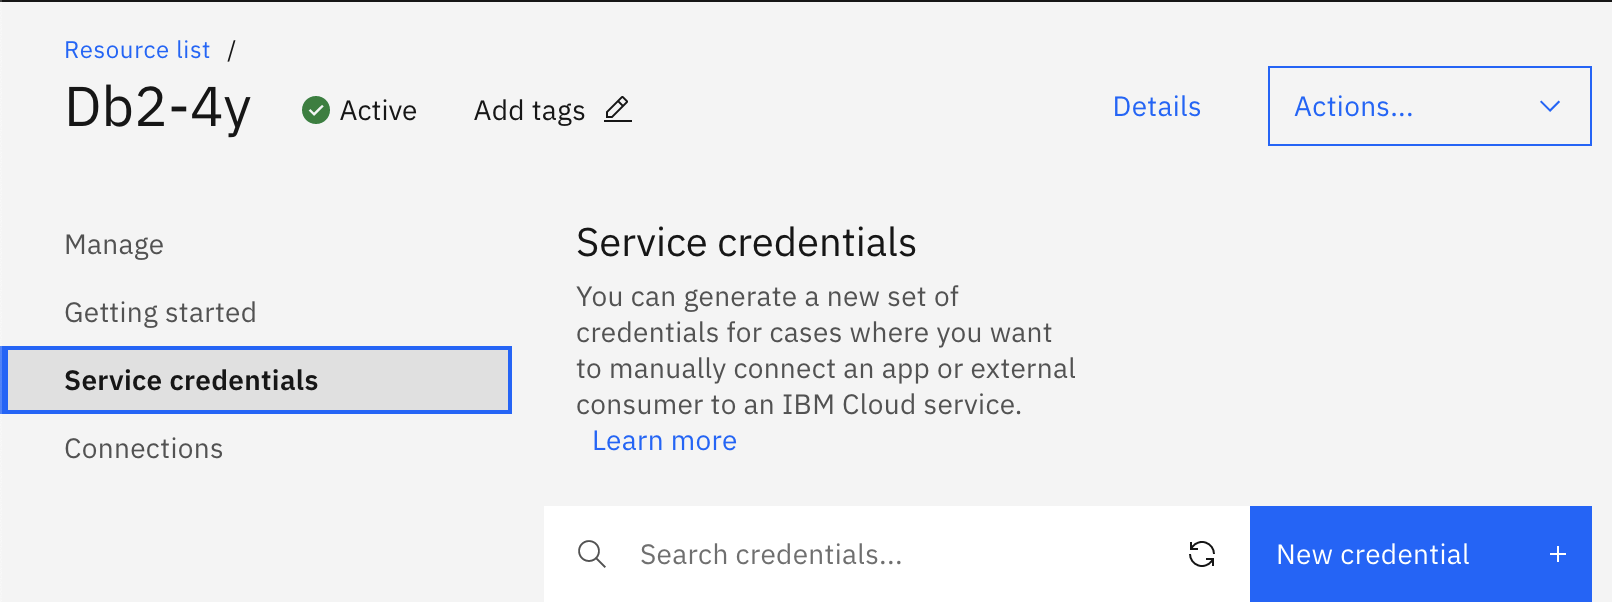 Resource list /
Db2-4y
Active
Add tags
Details
Actions...
Manage
Getting started
Service credentials
Connections
Service credentials
You can generate a new set of
credentials for cases where you want
to manually connect an app or external
consumer to an IBM Cloud service.
Learn more
Search credentials...
New credential +